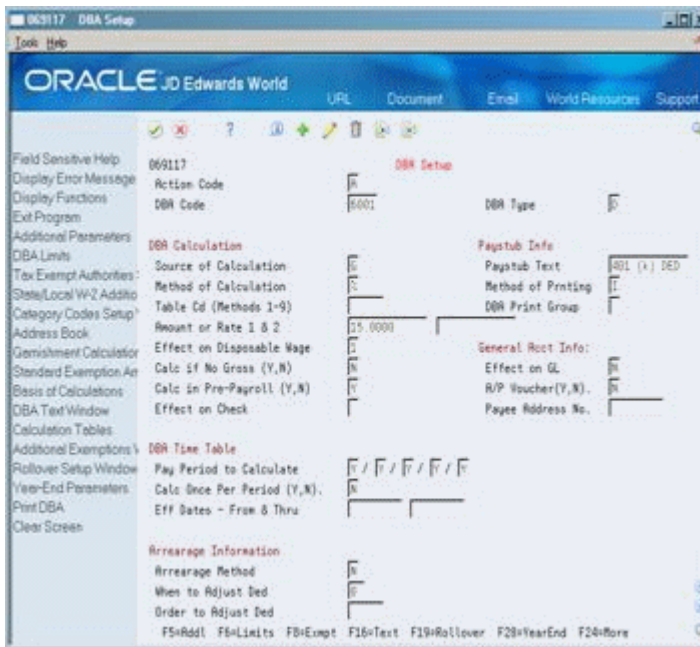 069117 DBA Setup
Tools Help
ORACLE JD Edwards World
URL Document Email World Resources Support
Field Sensitive Help
Display Error Message
Display Functions
Exit Program
Additional Parameters
DBA Limits
Tax Exempt Authorities
State/Local W-2 Additio
Category Codes Setup
Address Book
Garnishment Calculation
Standard Exemption Am
Basis of Calculations
DBA Text Window
Calculation Tables
Additional Exemptions W
Rollover Setup Window
Year-End Parameters
Print DBA
Clear Screen
069117 DBA Setup
Action Code A
DBA Code 6001 DBA Type D
DBA Calculation Paystub Info
Source of Calculation G Paystub Text 401 (k) DED
Method of Calculation % Method of Prnting I
Table Cd (Methods 1-9) DBA Print Group
Amount or Rate 1 & 2 15.0000
Effect on Disposable Wage 1 General Acct Info:
Calc if No Gross (Y,N) N Effect on GL N
Calc in Pre-Payroll (Y,N) Y A/P Voucher(Y,N). N
Effect on Check Payee Address No.
DBA Time Table
Pay Period to Calculate Y / Y / Y / Y / Y
Calc Once Per Period (Y,N). N
Eff Dates - From & Thru
Arrearage Information
Arrearage Method N
When to Adjust Ded 0
Order to Adjust Ded
F5=Addl F6=Limits F8=Exmpt F16=Text F19=Rollover F20=YearEnd F24=More